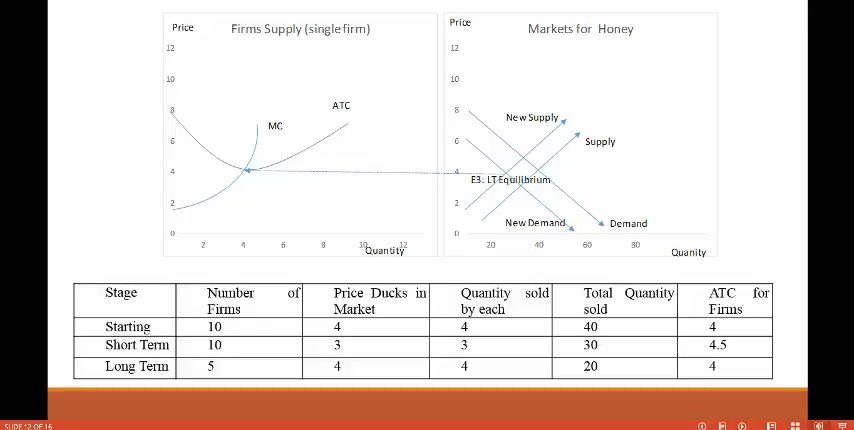 Price
Firms Supply (single firm)
12
10
8
6
4
2
0
ATC
MC
2 4 6 8 10 12
Quantity
Price
Markets for Honey
12
10
8
6
4
2
0
New Supply
Supply
E3: LT Equilibrium
New Demand
Demand
20 40 60 80
Quanity
Stage Number of Firms Price Ducks in Market Quantity sold by each Total Quantity sold ATC for Firms
Starting 10 4 4 40 4
Short Term 10 3 3 30 4.5
Long Term 5 4 4 20 4
SLIDE 12 OF 16